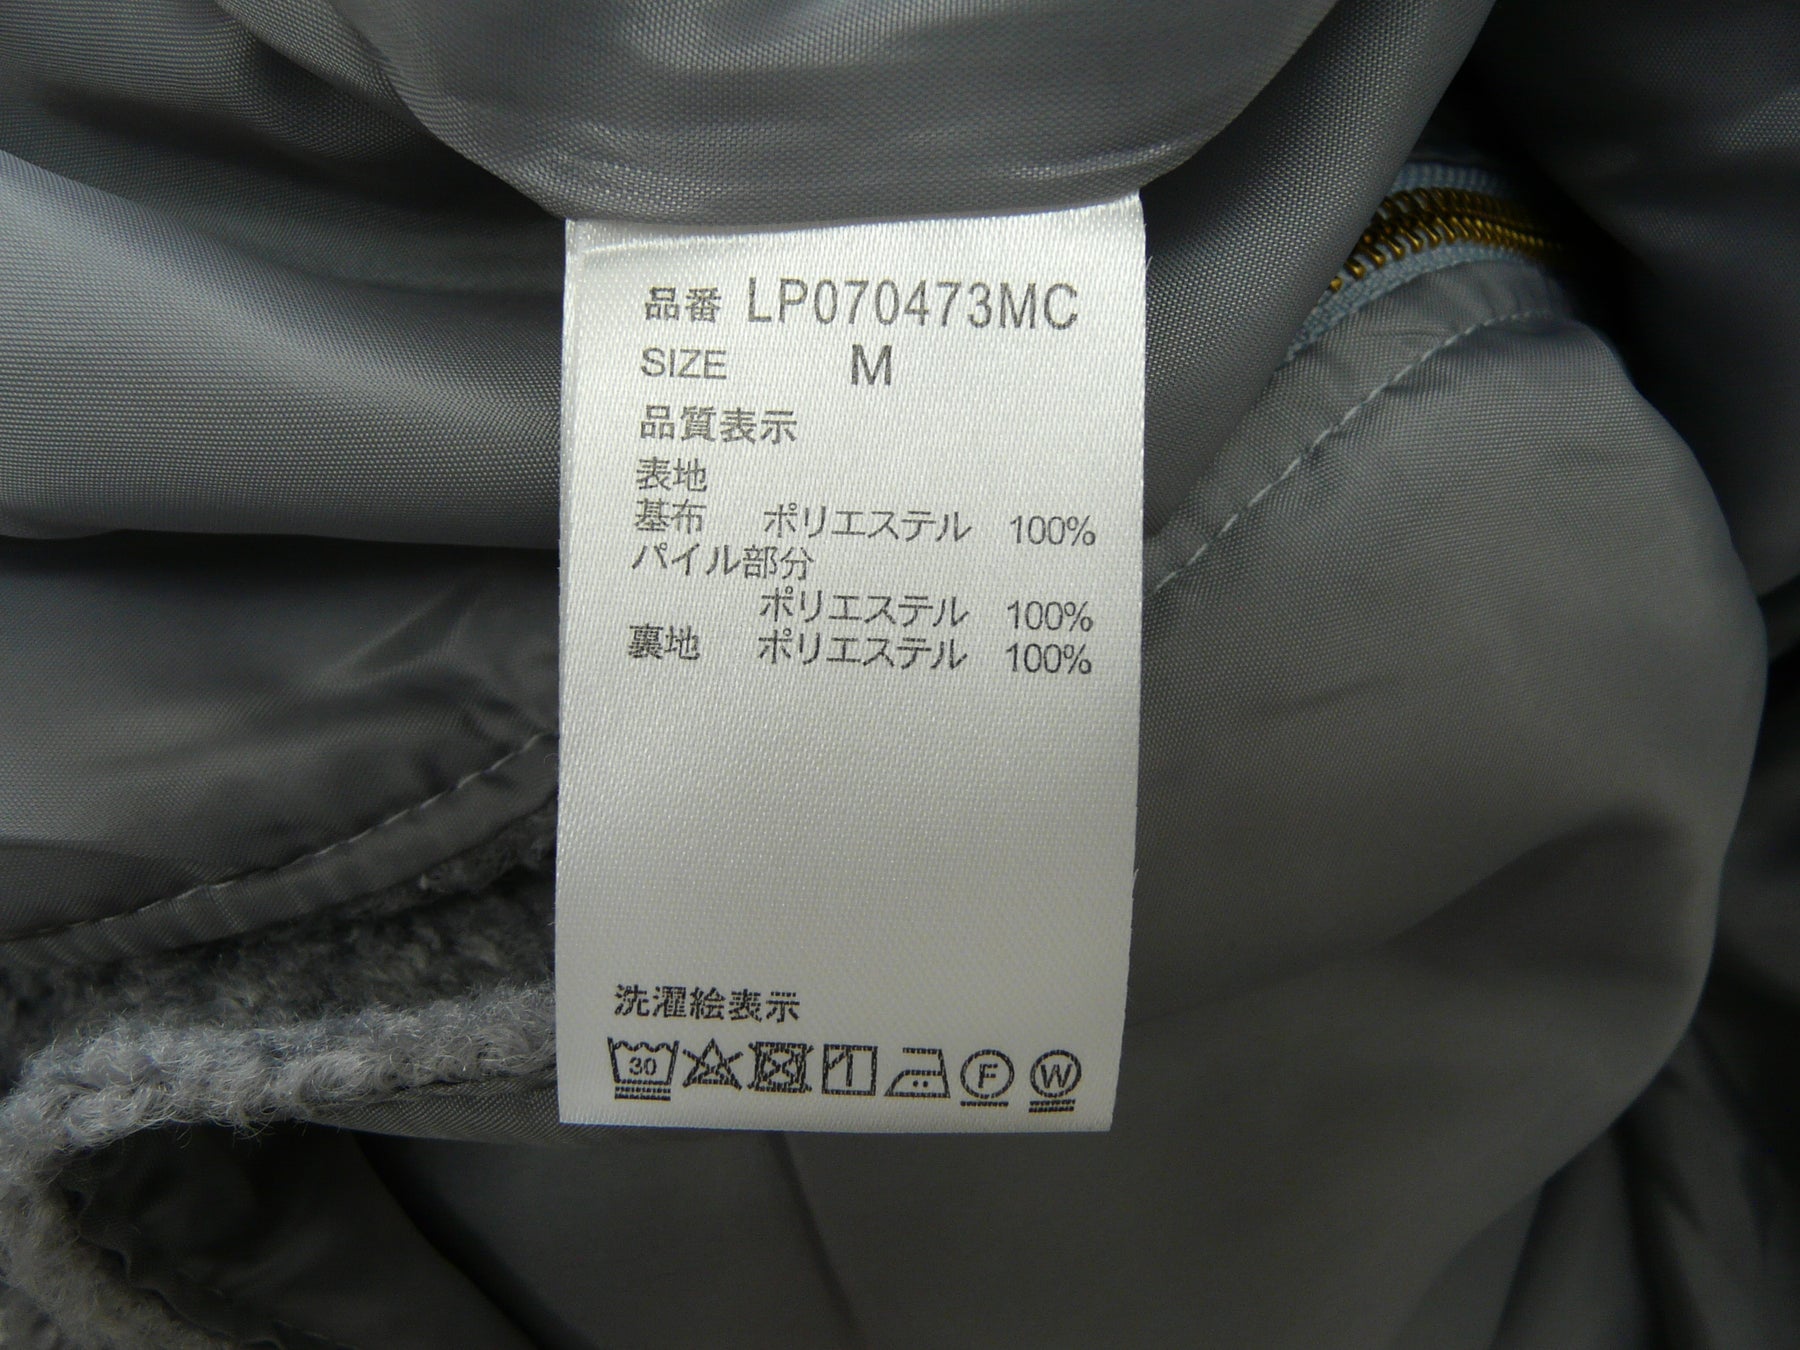 品番 LP070473MC
SIZE M
品質表示
表地
基布 ポリエステル 100%
パイル部分
ポリエステル 100%
裏地 ポリエステル 100%
洗濯絵表示
30 F W